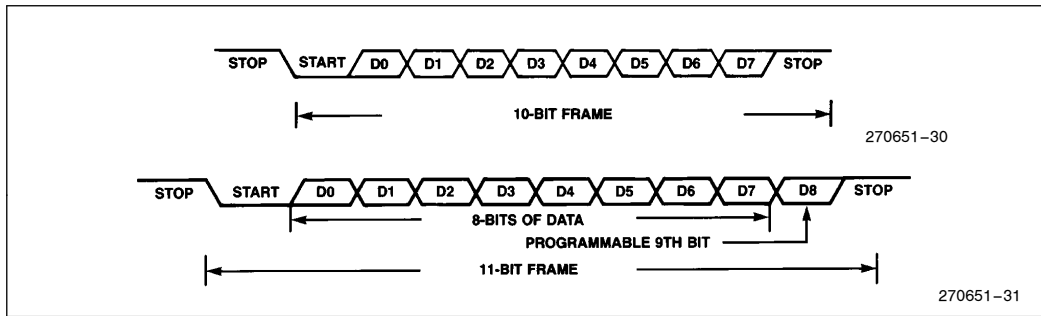 STOP START D0 D1 D2 D3 D4 D5 D6 D7 STOP
10-BIT FRAME
270651–30
STOP START D0 D1 D2 D3 D4 D5 D6 D7 D8 STOP
8-BITS OF DATA
PROGRAMMABLE 9TH BIT
11-BIT FRAME
270651–31